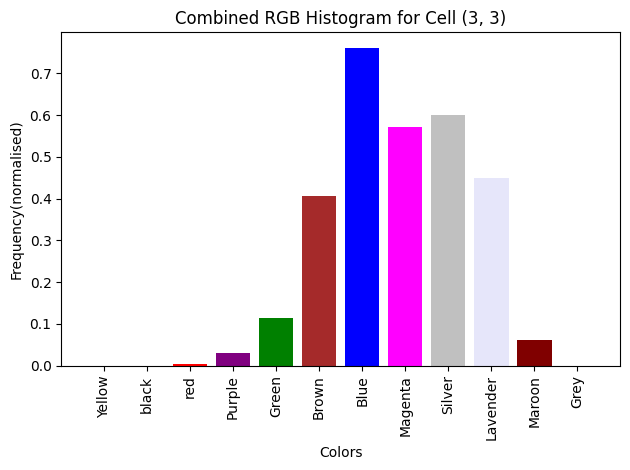 Combined RGB Histogram for Cell (3, 3)
Frequency(normalised)
0.7
0.6
0.5
0.4
0.3
0.2
0.1
0.0
Yellow
black
red
Purple
Green
Brown
Blue
Magenta
Silver
Lavender
Maroon
Grey
Colors